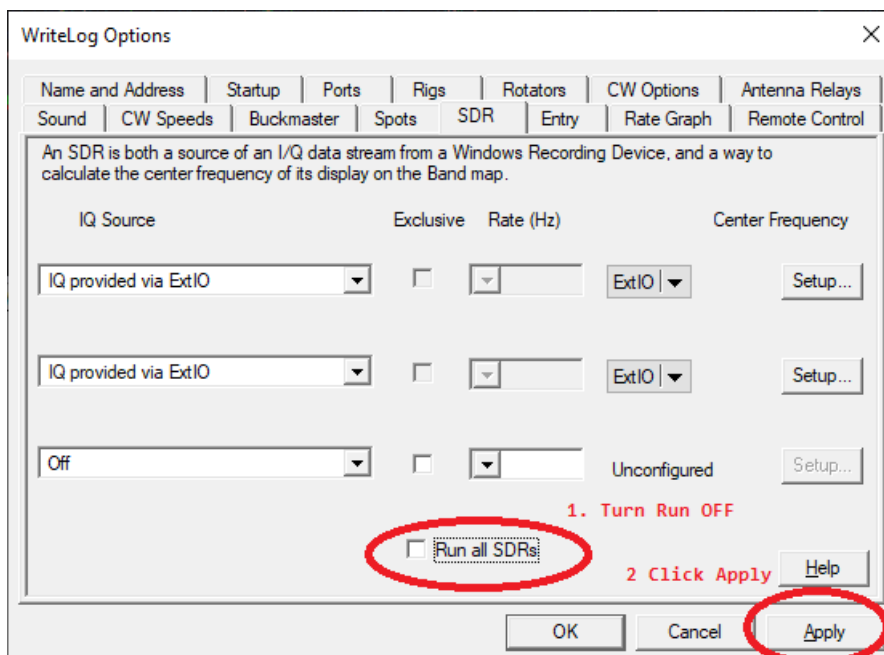 WriteLog Options
Name and Address Startup Ports Rigs Rotators CW Options Antenna Relays
Sound CW Speeds Buckmaster Spots SDR Entry Rate Graph Remote Control
An SDR is both a source of an I/Q data stream from a Windows Recording Device, and a way to
calculate the center frequency of its display on the Band map.
IQ Source Exclusive Rate (Hz) Center Frequency
IQ provided via ExtIO ExtIO Setup...
IQ provided via ExtIO ExtIO Setup...
Off Unconfigured Setup...
1. Turn Run OFF
Run all SDRs
2 Click Apply Help
OK Cancel Apply